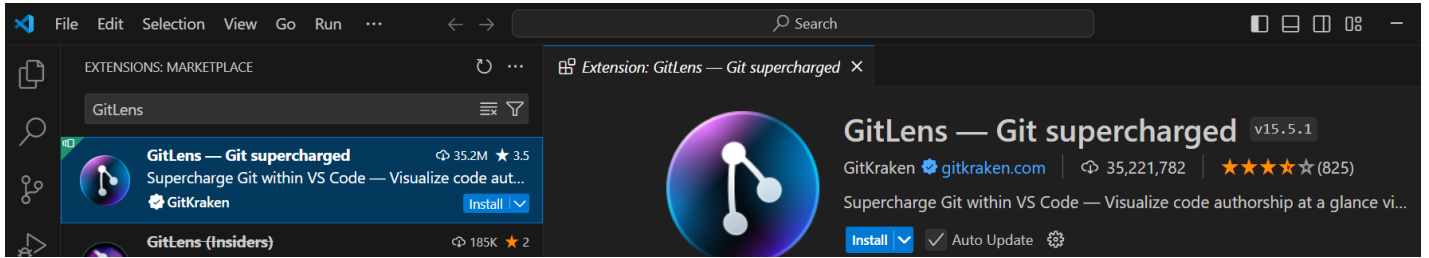 File Edit Selection View Go Run ··· Search
EXTENSIONS: MARKETPLACE ···
GitLens
GitLens — Git supercharged 35.2M ★ 3.5
Supercharge Git within VS Code — Visualize code aut...
GitKraken Install
GitLens (Insiders) 185K ★ 2
Extension: GitLens — Git supercharged ×
GitLens — Git supercharged v15.5.1
GitKraken gitkraken.com 35,221,782 (825)
Supercharge Git within VS Code — Visualize code authorship at a glance vi...
Install Auto Update